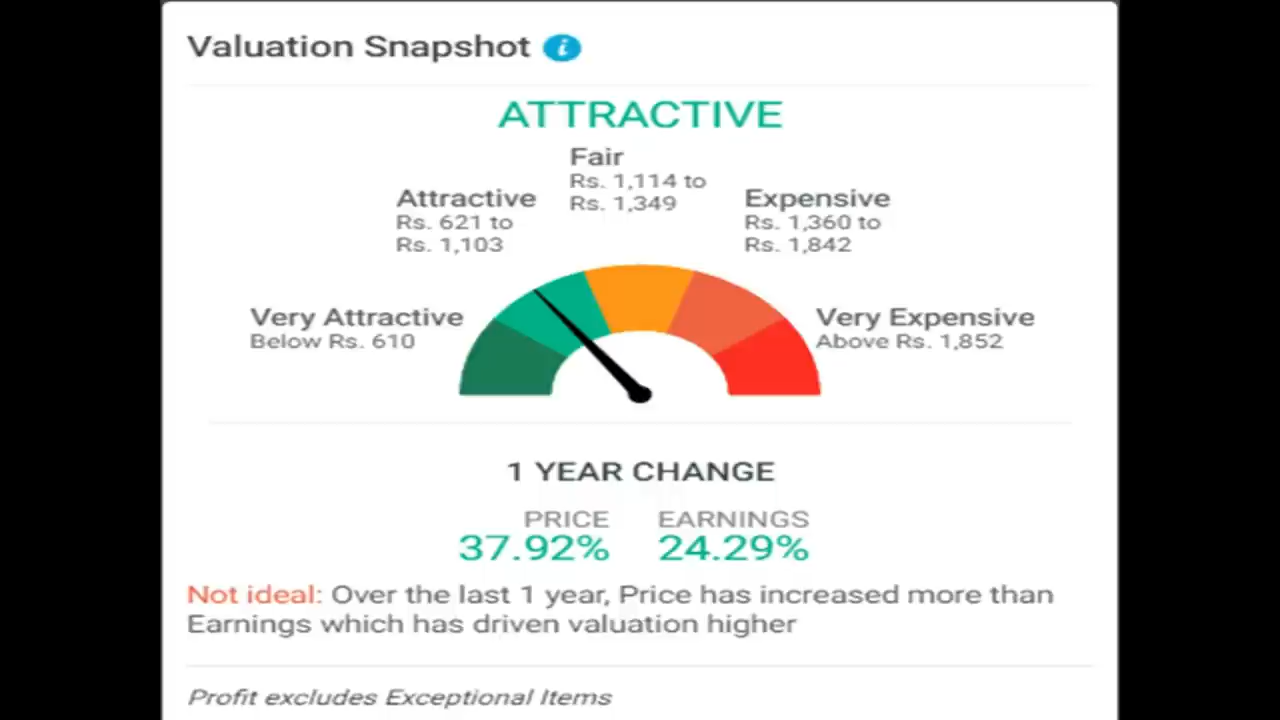 Valuation Snapshot i
ATTRACTIVE
Fair
Rs. 1,114 to
Rs. 1,349
Attractive
Rs. 621 to
Rs. 1,103
Expensive
Rs. 1,360 to
Rs. 1,842
Very Attractive
Below Rs. 610
Very Expensive
Above Rs. 1,852
1 YEAR CHANGE
PRICE
37.92%
EARNINGS
24.29%
Not ideal: Over the last 1 year, Price has increased more than
Earnings which has driven valuation higher
Profit excludes Exceptional Items